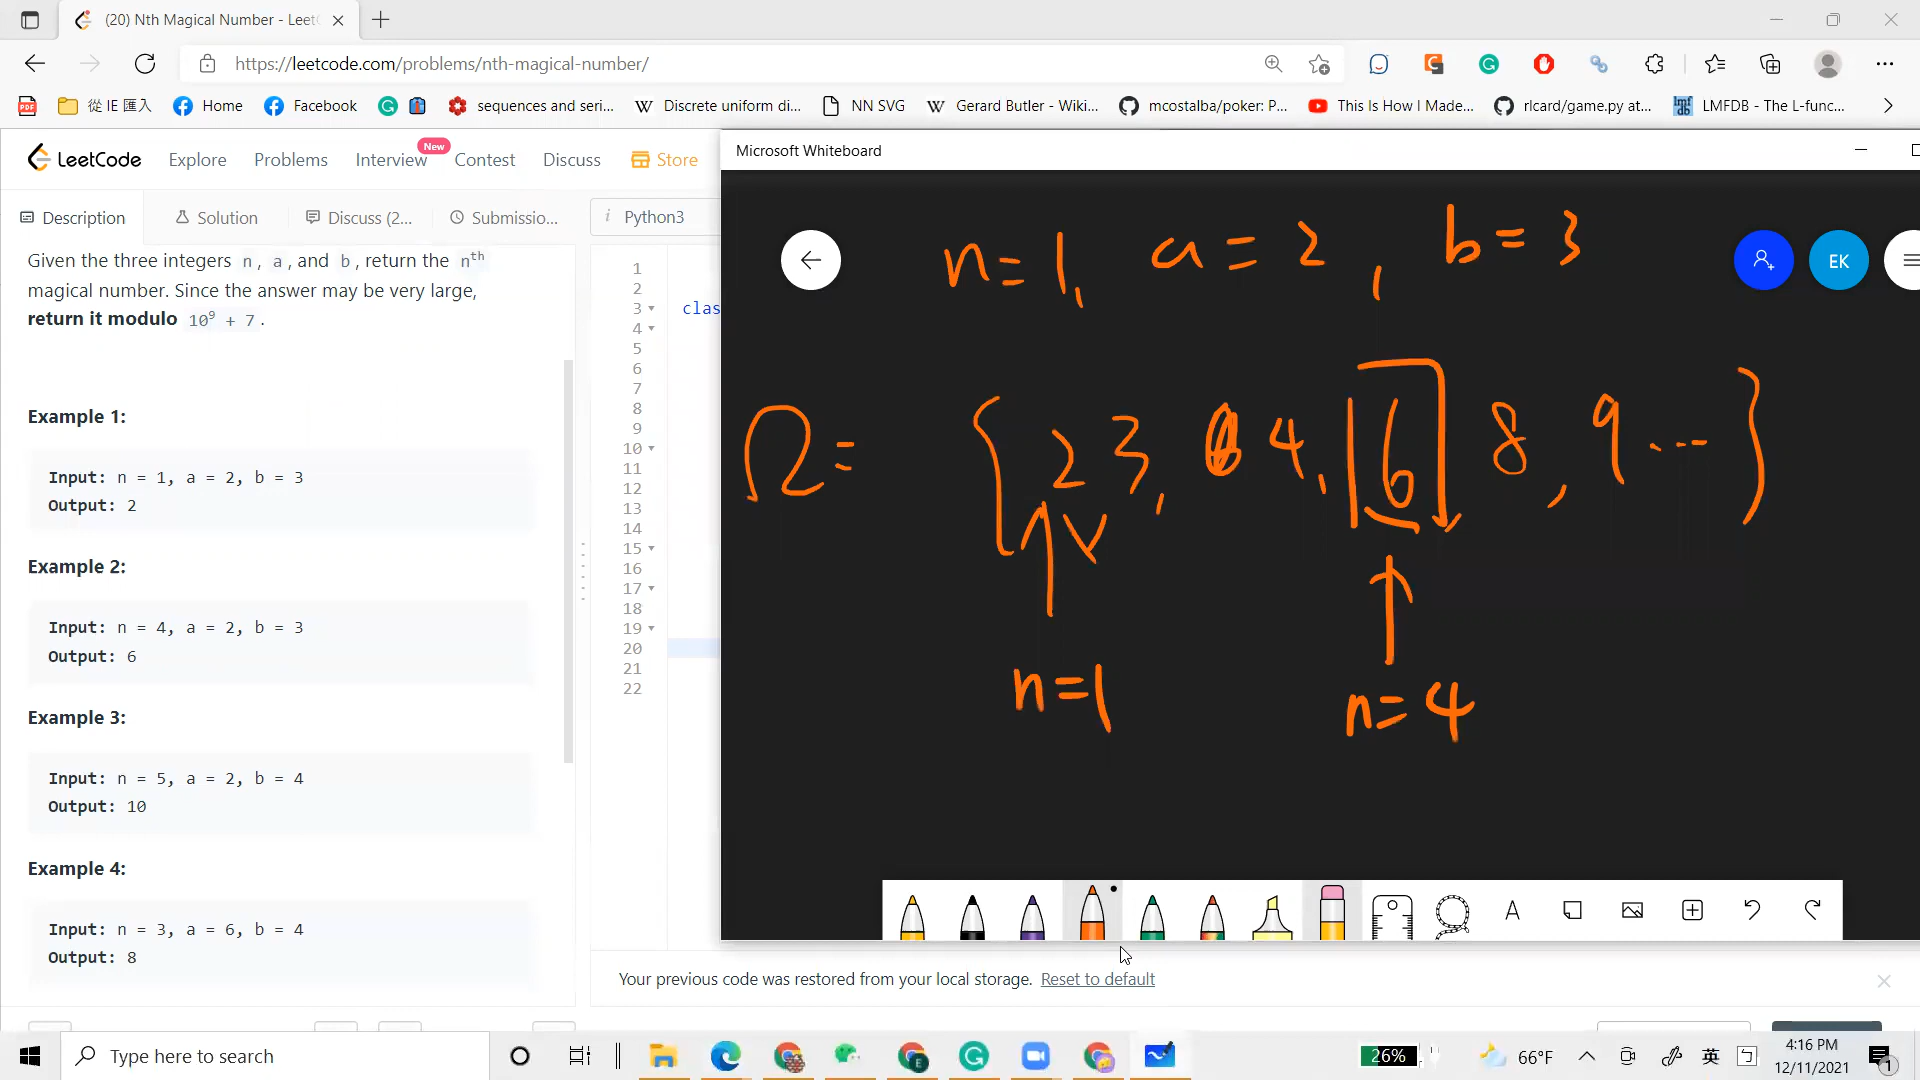 (20) Nth Magical Number - Leet
https://leetcode.com/problems/nth-magical-number/
PDF 從 IE 匯入 Home Facebook sequences and seri... Discrete uniform di... NN SVG Gerard Butler - Wiki... mcostalba/poker: P... This Is How I Made... rlcard/game.py at... LMFDB - The L-func...
LeetCode Explore Problems Interview New Contest Discuss Store
Microsoft Whiteboard
Description Solution Discuss (2... Submissio...
i Python3
Given the three integers n, a, and b, return the nth
magical number. Since the answer may be very large,
return it modulo 10⁹ + 7.
Example 1:
Input: n = 1, a = 2, b = 3
Output: 2
Example 2:
Input: n = 4, a = 2, b = 3
Output: 6
Example 3:
Input: n = 5, a = 2, b = 4
Output: 10
Example 4:
Input: n = 3, a = 6, b = 4
Output: 8
1
2
3 clas
4
5
6
7
8
9
10
11
12
13
14
15
16
17
18
19
20
21
22
n=1, a=2, b=3
EK
Ω= { 2 3, 4, 6 8, 9 ... }
n=1
n=4
A
Your previous code was restored from your local storage. Reset to default
Type here to search
26%
66°F
英
4:16 PM
12/11/2021
1